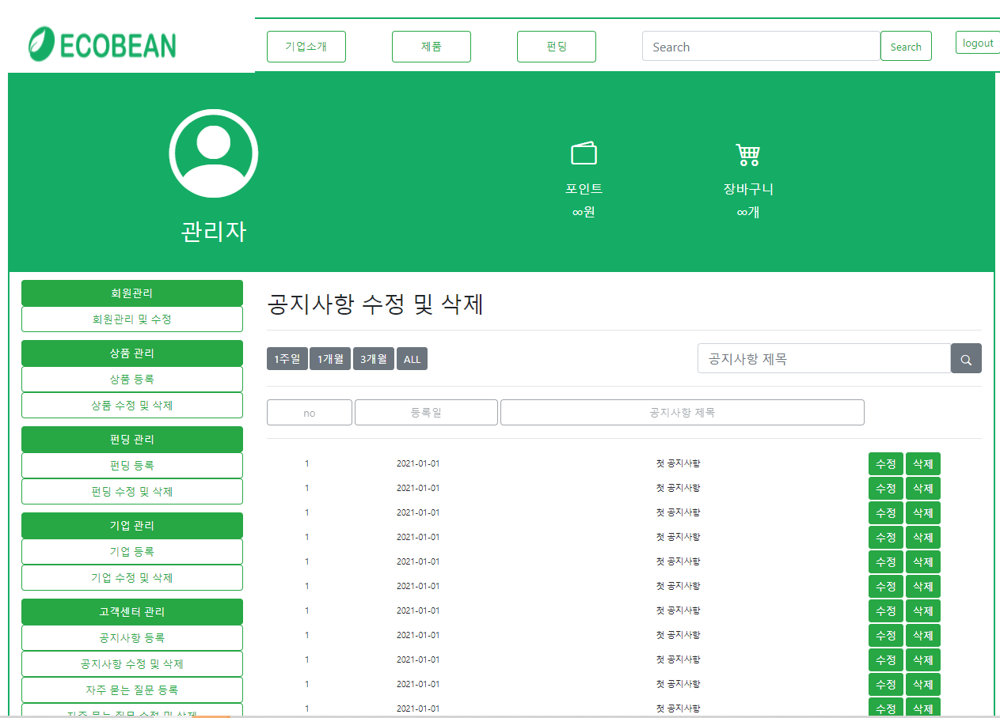 ECOBEAN
기업소개 제품 펀딩 Search Search logout
관리자
포인트 장바구니
∞원 ∞개
회원관리
회원관리 및 수정
상품 관리
상품 등록
상품 수정 및 삭제
펀딩 관리
펀딩 등록
펀딩 수정 및 삭제
기업 관리
기업 등록
기업 수정 및 삭제
고객센터 관리
공지사항 등록
공지사항 수정 및 삭제
자주 묻는 질문 등록
자주 묻는 질문 수정 및 삭제
공지사항 수정 및 삭제
1주일 1개월 3개월 ALL 공지사항 제목
no 등록일 공지사항 제목
1 2021-01-01 첫 공지사항 수정 삭제
1 2021-01-01 첫 공지사항 수정 삭제
1 2021-01-01 첫 공지사항 수정 삭제
1 2021-01-01 첫 공지사항 수정 삭제
1 2021-01-01 첫 공지사항 수정 삭제
1 2021-01-01 첫 공지사항 수정 삭제
1 2021-01-01 첫 공지사항 수정 삭제
1 2021-01-01 첫 공지사항 수정 삭제
1 2021-01-01 첫 공지사항 수정 삭제
1 2021-01-01 첫 공지사항 수정 삭제
1 2021-01-01 첫 공지사항 수정 삭제